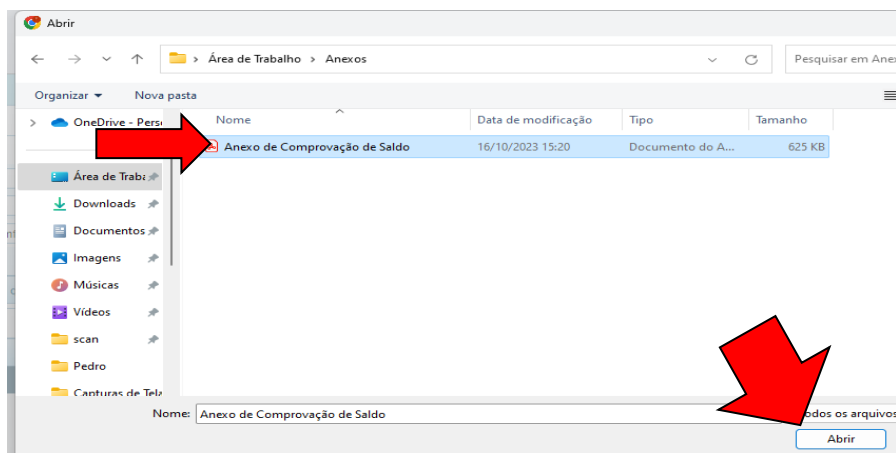 Abrir
Área de Trabalho > Anexos
Pesquisar em Anex
Organizar Nova pasta
Nome Data de modificação Tipo Tamanho
OneDrive - Pers
Anexo de Comprovação de Saldo 16/10/2023 15:20 Documento do A... 625 KB
Área de Traba
Downloads
Documentos
Imagens
Músicas
Vídeos
scan
Pedro
Capturas de Tela
Nome: Anexo de Comprovação de Saldo
odos os arquivos
Abrir